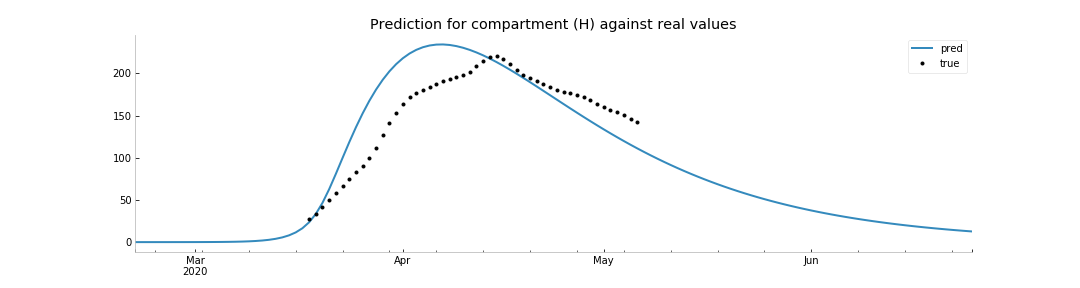 Prediction for compartment (H) against real values
pred
true
200
150
100
50
0
Mar
2020
Apr
May
Jun